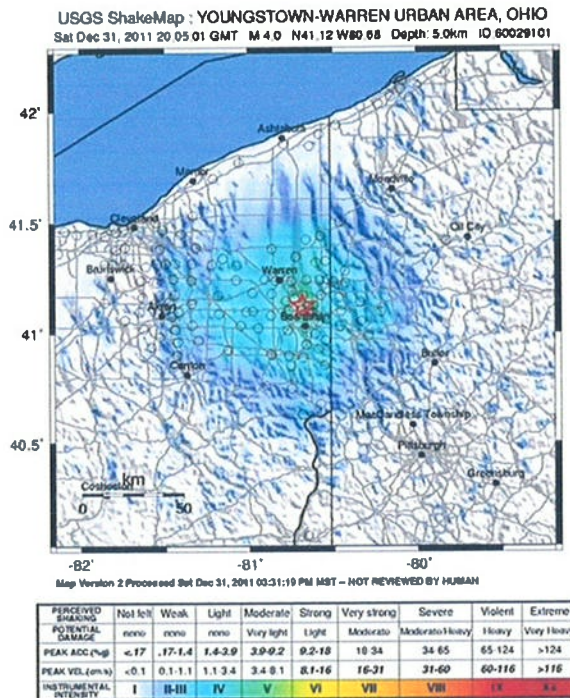 USGS ShakeMap : YOUNGSTOWN-WARREN URBAN AREA, OHIO
Sat Dec 31, 2011 20:05:01 GMT M 4.0 N41.12 W80.68 Depth: 5.0km ID:60029101
42°
Ashtabula
Mentor
Meadville
41.5°
Cleveland
Oil City
Brunswick
Warren
Akron
41°
Butler
Canton
MacCandless Township
40.5°
Pittsburgh
Greensburg
km
0 50
-82° -81° -80°
Map Version 2 Processed Sat Dec 31, 2011 03:31:19 PM MST -- NOT REVIEWED BY HUMAN
PERCEIVED SHAKING Not felt Weak Light Moderate Strong Very strong Severe Violent Extreme
POTENTIAL DAMAGE none none none Very light Light Moderate Moderate/Heavy Heavy Very Heavy
PEAK ACC.(%g) <.17 .17-1.4 1.4-3.9 3.9-9.2 9.2-18 18-34 34-65 65-124 >124
PEAK VEL.(cm/s) <0.1 0.1-1.1 1.1-3.4 3.4-8.1 8.1-16 16-31 31-60 60-116 >116
INSTRUMENTAL INTENSITY I II-III IV V VI VII VIII IX X+